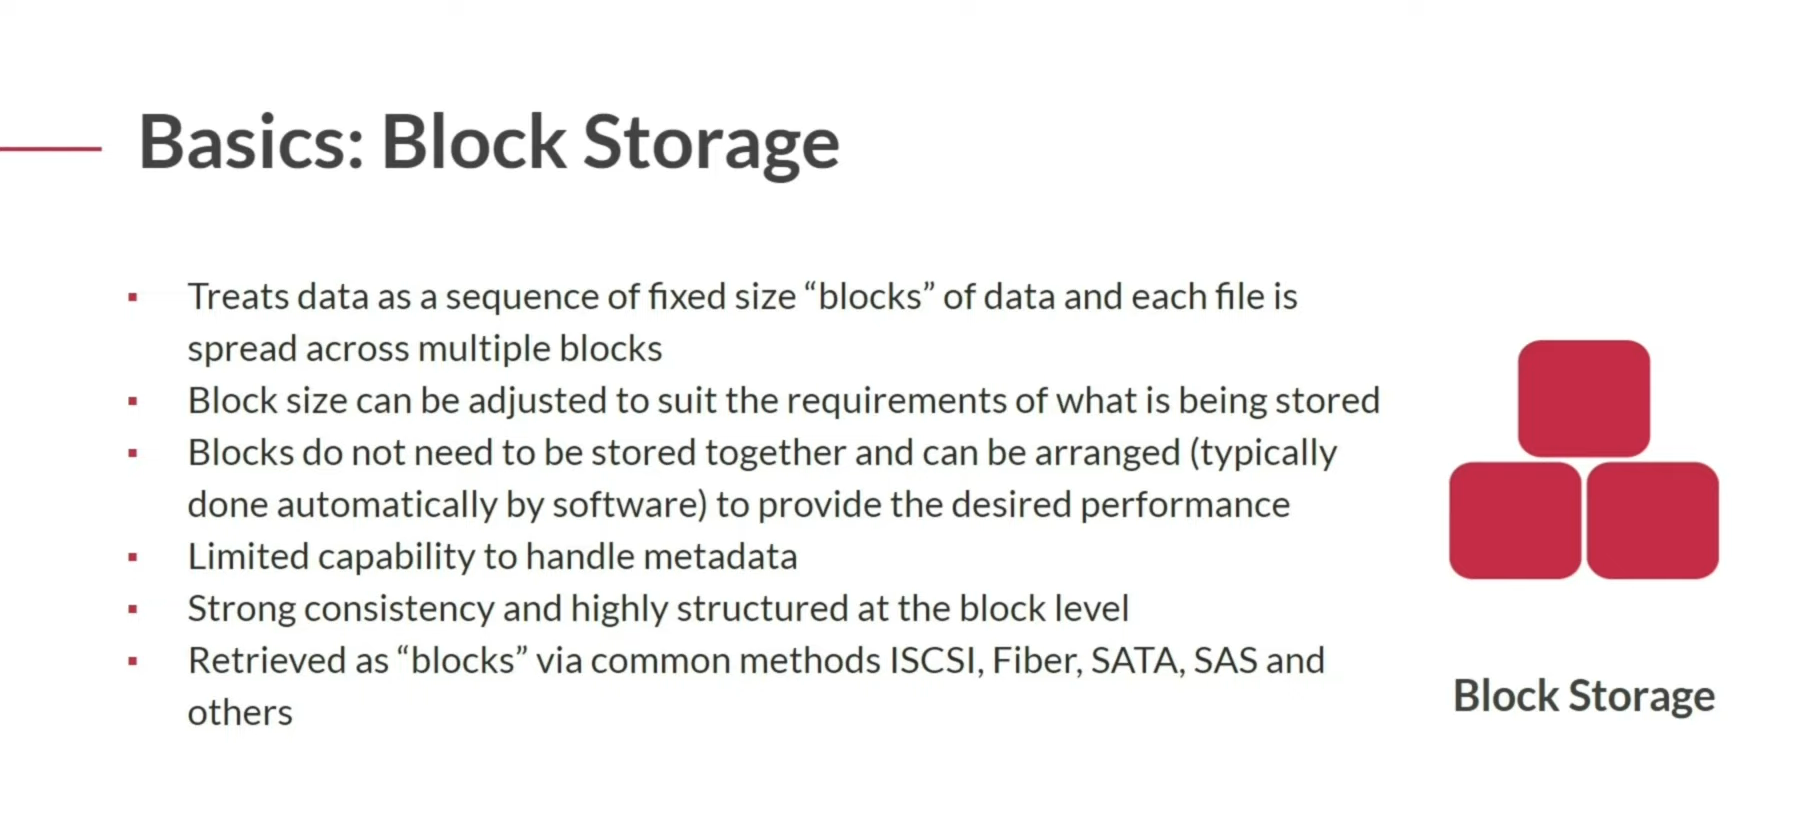 Basics: Block Storage
▪ Treats data as a sequence of fixed size “blocks” of data and each file is
spread across multiple blocks
▪ Block size can be adjusted to suit the requirements of what is being stored
▪ Blocks do not need to be stored together and can be arranged (typically
done automatically by software) to provide the desired performance
▪ Limited capability to handle metadata
▪ Strong consistency and highly structured at the block level
▪ Retrieved as “blocks” via common methods ISCSI, Fiber, SATA, SAS and
others
Block Storage